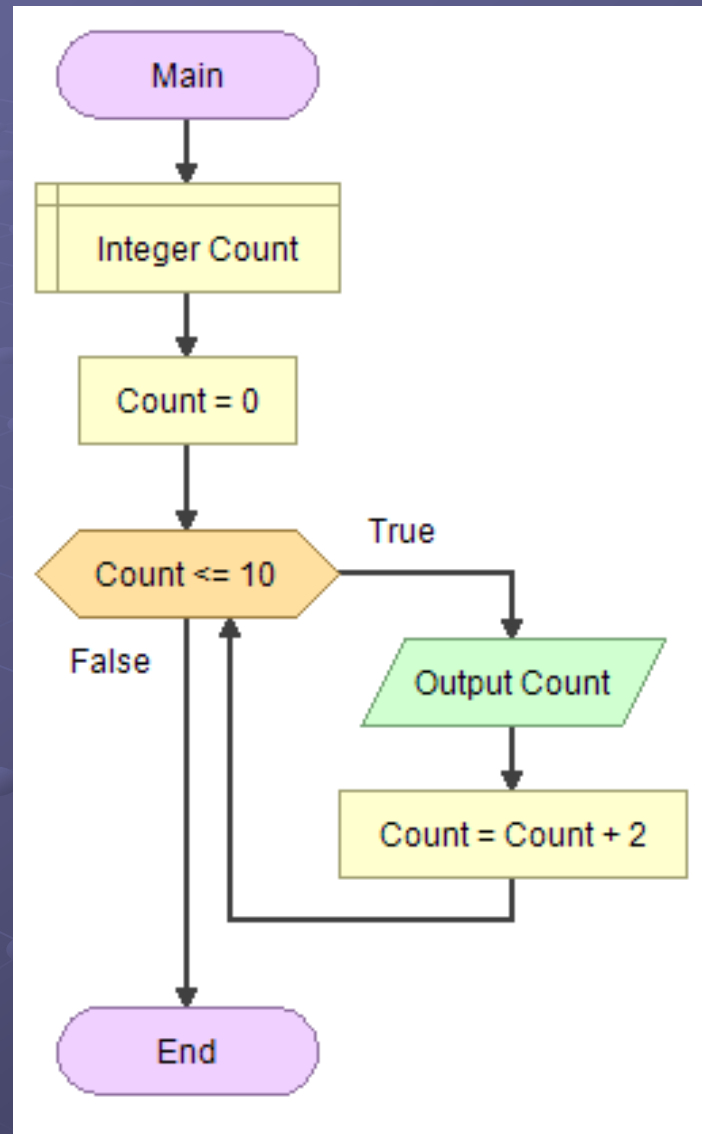 Main
Integer Count
Count = 0
Count <= 10
True
False
Output Count
Count = Count + 2
End